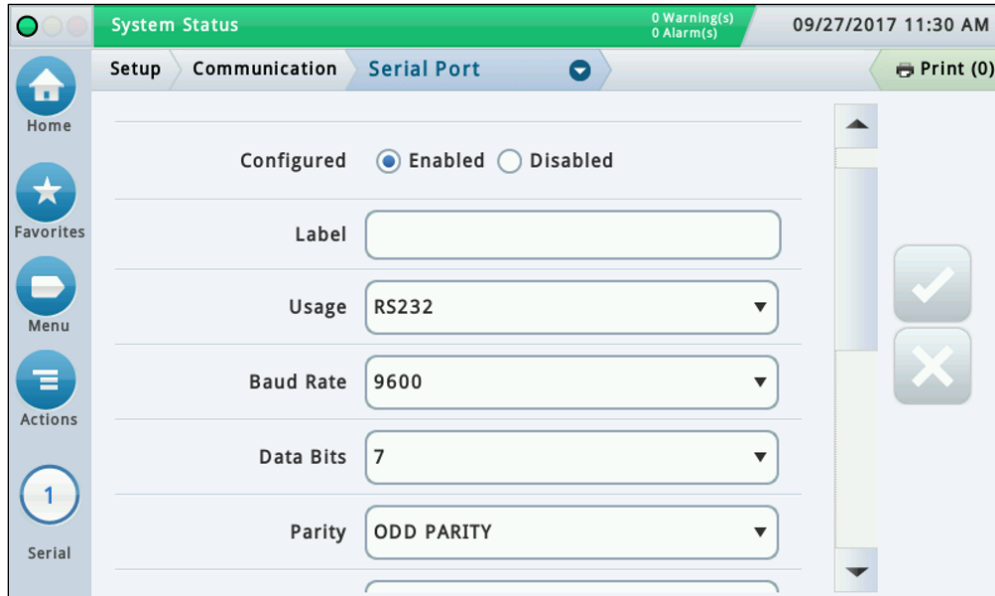 System Status
0 Warning(s)
0 Alarm(s)
09/27/2017 11:30 AM
Setup Communication Serial Port
Print (0)
Home
Favorites
Menu
Actions
1
Serial
Configured Enabled Disabled
Label
Usage RS232
Baud Rate 9600
Data Bits 7
Parity ODD PARITY